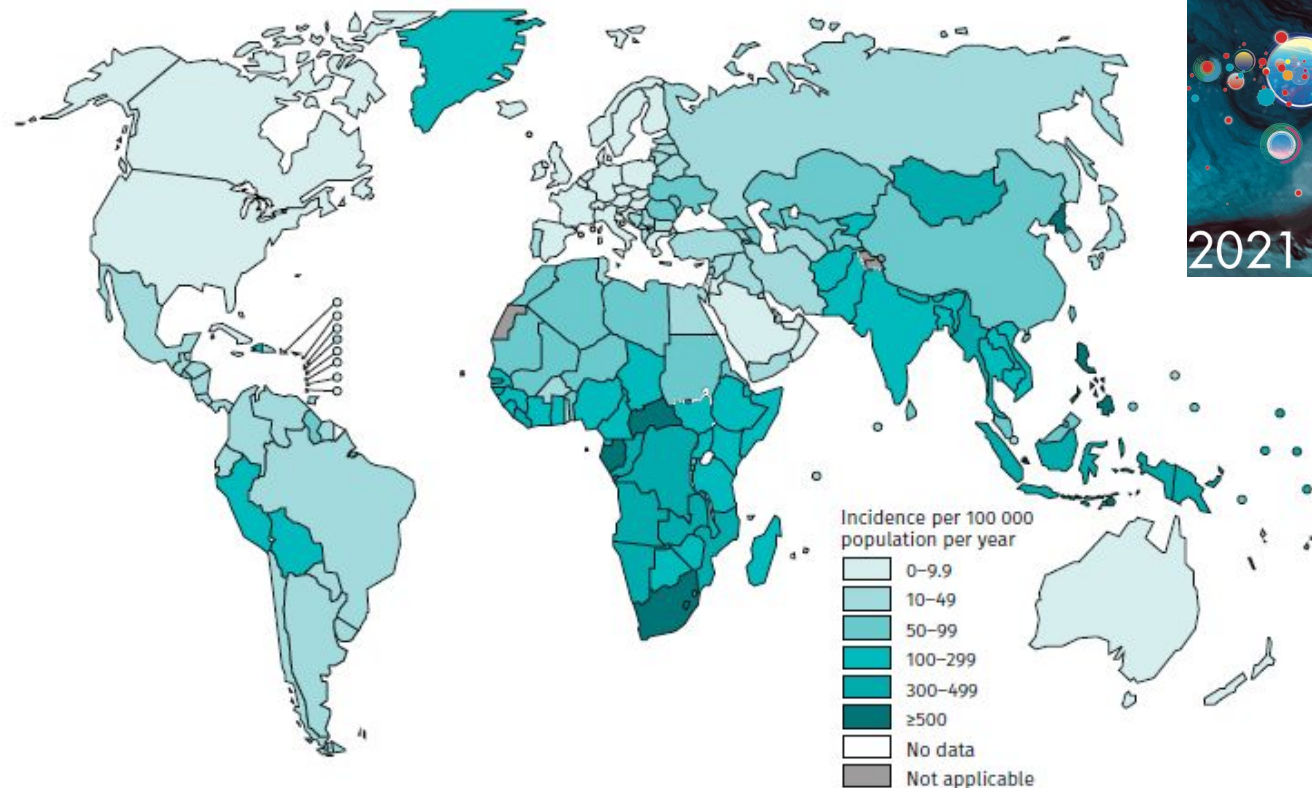 2021
Incidence per 100 000
population per year
0–9.9
10–49
50–99
100–299
300–499
≥500
No data
Not applicable